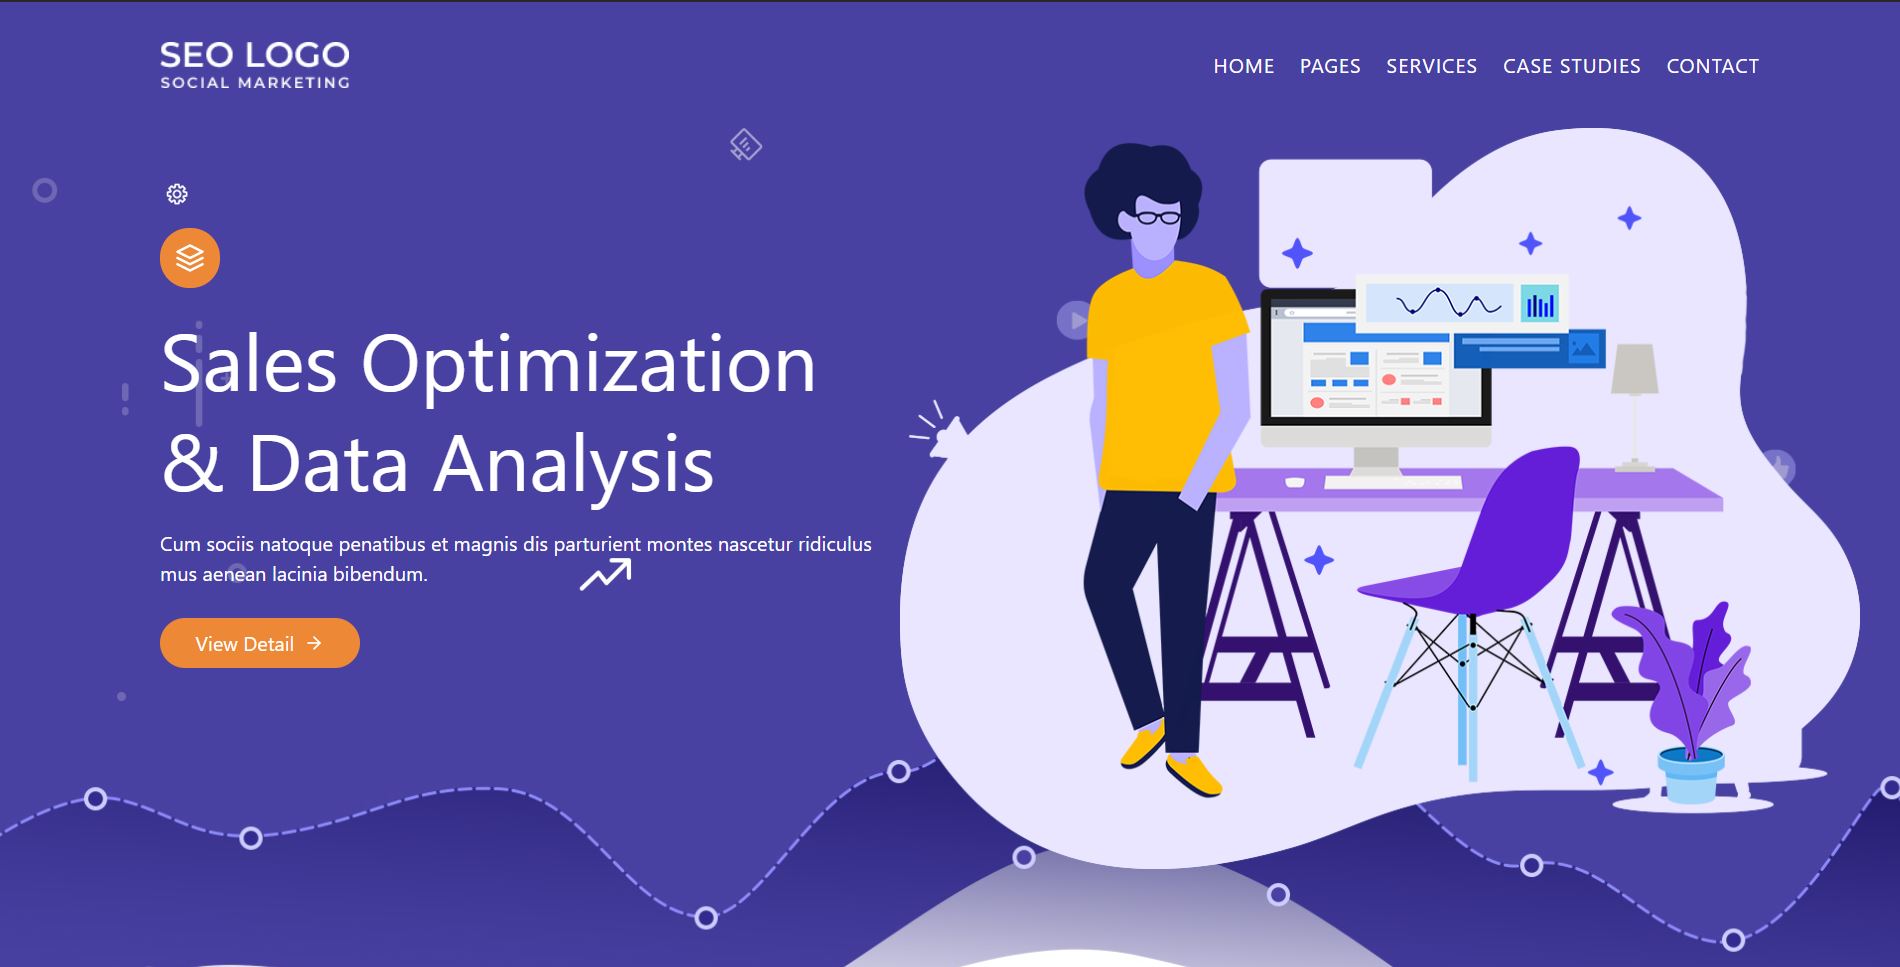 SEO LOGO
SOCIAL MARKETING
HOME PAGES SERVICES CASE STUDIES CONTACT
Sales Optimization
& Data Analysis
Cum sociis natoque penatibus et magnis dis parturient montes nascetur ridiculus
mus aenean lacinia bibendum.
View Detail